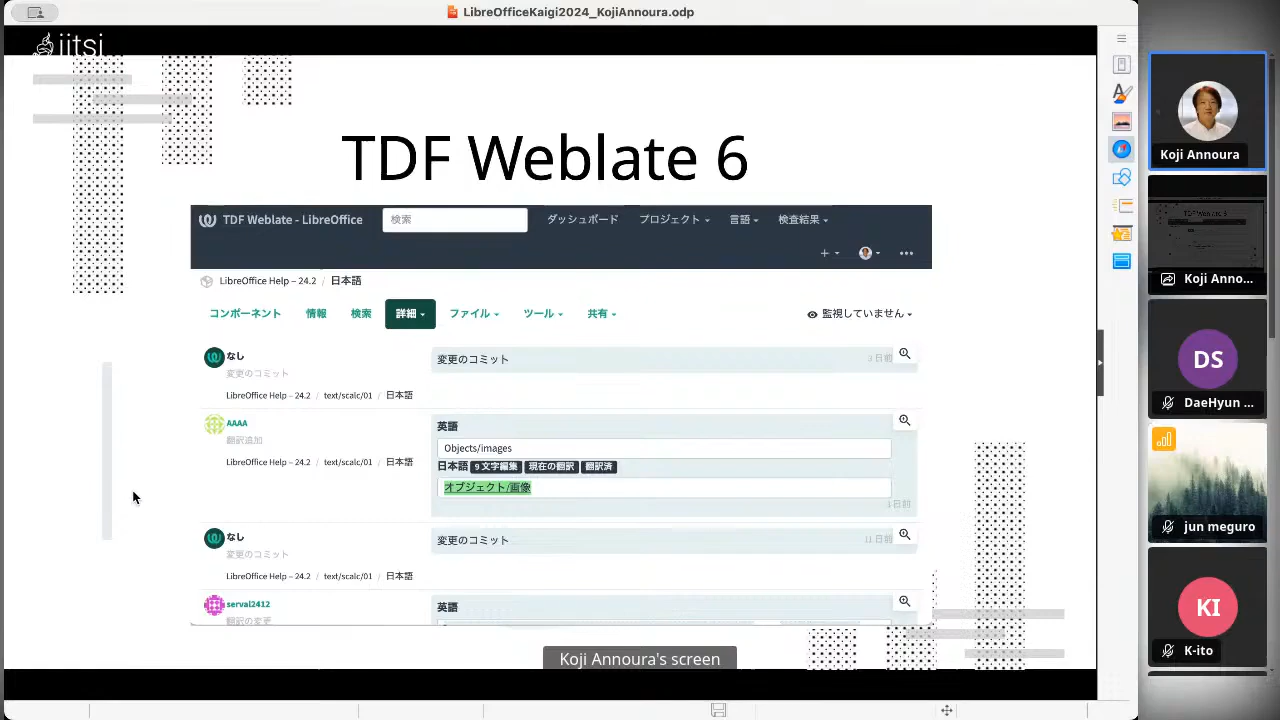 LibreOfficeKaigi2024_KojiAnnoura.odp
jitsi
TDF Weblate 6
TDF Weblate - LibreOffice
検索
ダッシュボード
プロジェクト
言語
検査結果
LibreOffice Help – 24.2 / 日本語
コンポーネント
情報
検索
詳細
ファイル
ツール
共有
監視していません
なし
変更のコミット
変更のコミット
3 日前
LibreOffice Help – 24.2 / text/scalc/01 / 日本語
AAAA
翻訳追加
LibreOffice Help – 24.2 / text/scalc/01 / 日本語
英語
Objects/images
日本語 9 文字編集 現在の翻訳 翻訳済
オブジェクト/画像
なし
変更のコミット
変更のコミット
11 日前
LibreOffice Help – 24.2 / text/scalc/01 / 日本語
serval2412
翻訳の変更
英語
Koji Annoura's screen
Koji Annoura
Koji Anno...
DS
DaeHyun ...
jun meguro
KI
K-ito